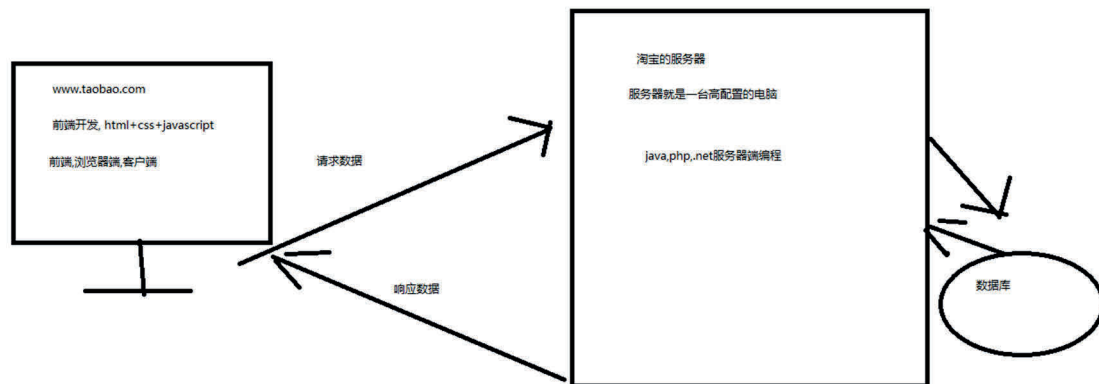 www.taobao.com
前端开发, html+css+javascript
前端,浏览器端,客户端
请求数据
响应数据
淘宝的服务器
服务器就是一台高配置的电脑
java,php,.net服务器端编程
数据库